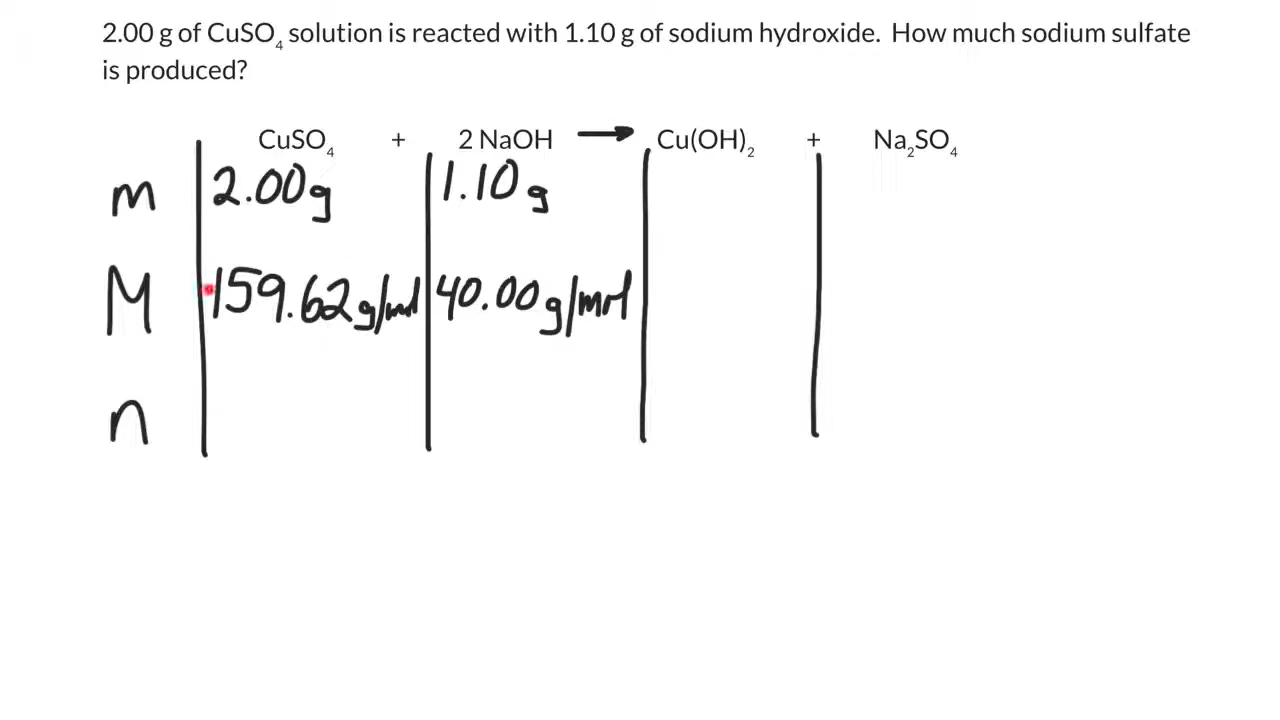 2.00 g of CuSO₄ solution is reacted with 1.10 g of sodium hydroxide. How much sodium sulfate
is produced?
CuSO₄ + 2 NaOH → Cu(OH)₂ + Na₂SO₄
m 2.00g 1.10g
M 159.62g/mol 40.00g/mol
n